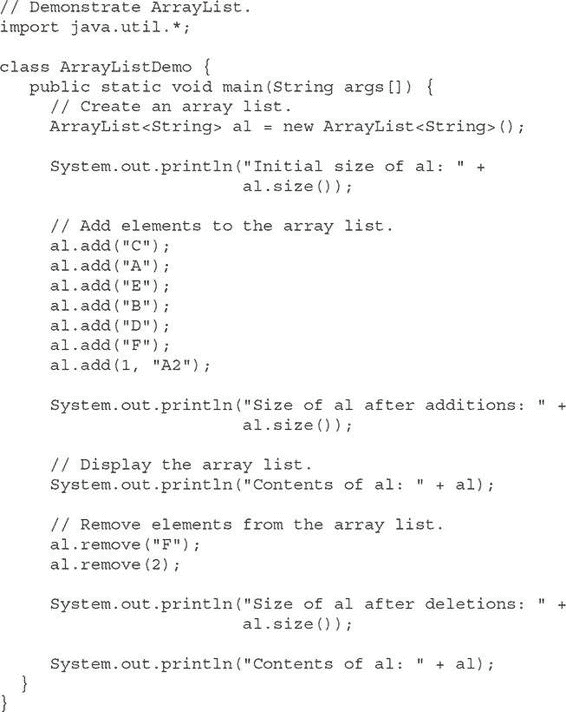 // Demonstrate ArrayList.
import java.util.*;

class ArrayListDemo {
   public static void main(String args[]) {
     // Create an array list.
     ArrayList<String> al = new ArrayList<String>();

     System.out.println("Initial size of al: " +
                        al.size());

     // Add elements to the array list.
     al.add("C");
     al.add("A");
     al.add("E");
     al.add("B");
     al.add("D");
     al.add("F");
     al.add(1, "A2");

     System.out.println("Size of al after additions: " +
                        al.size());

     // Display the array list.
     System.out.println("Contents of al: " + al);

     // Remove elements from the array list.
     al.remove("F");
     al.remove(2);

     System.out.println("Size of al after deletions: " +
                        al.size());

     System.out.println("Contents of al: " + al);
  }
}